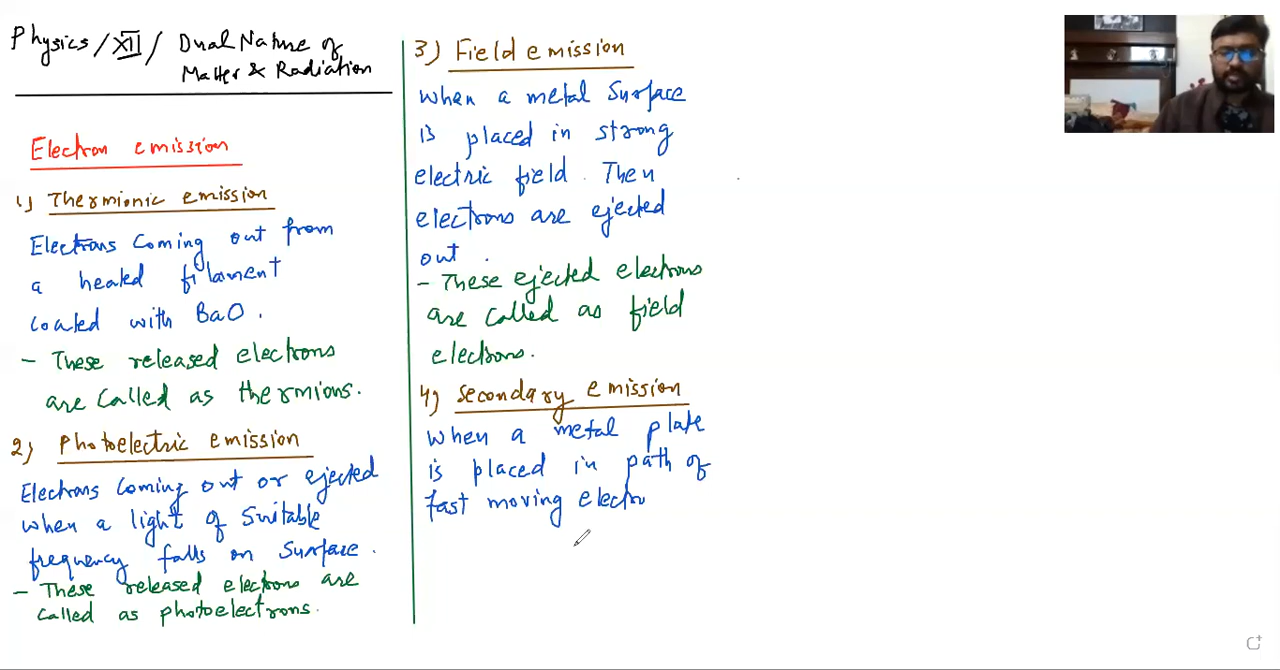 Physics/XII/ Dual Nature of
Matter & Radiation
Electron emission
1) Thermionic emission
Electrons coming out from
a heated filament
coated with BaO.
- These released electrons
are called as thermions.
2) Photoelectric emission
Electrons coming out or ejected
when a light of suitable
frequency falls on surface.
- These released electrons are
called as photoelectrons.
3) Field emission
When a metal surface
is placed in strong
electric field. Then
electrons are ejected
out.
- These ejected electrons
are called as field
electrons.
4) Secondary emission
When a metal plate
is placed in path of
fast moving electro